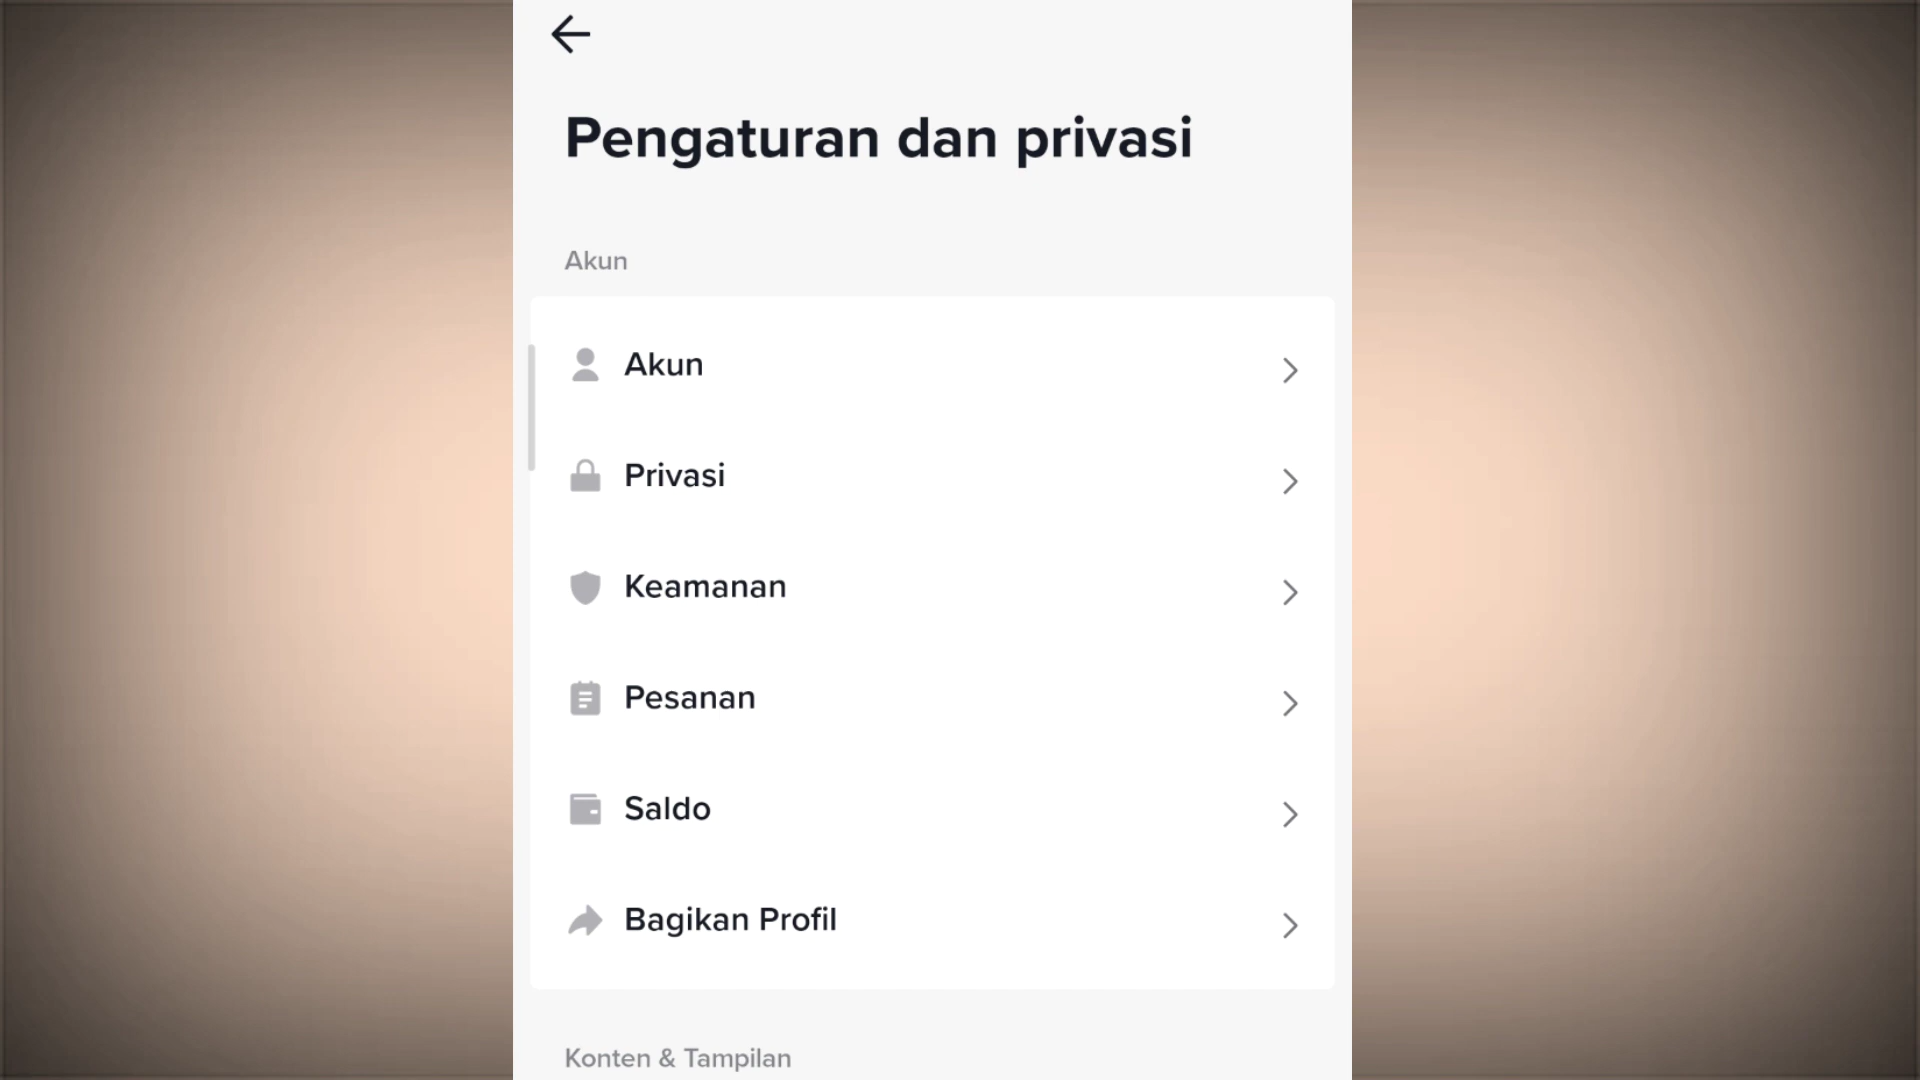 Pengaturan dan privasi
Akun
Akun
Privasi
Keamanan
Pesanan
Saldo
Bagikan Profil
Konten & Tampilan